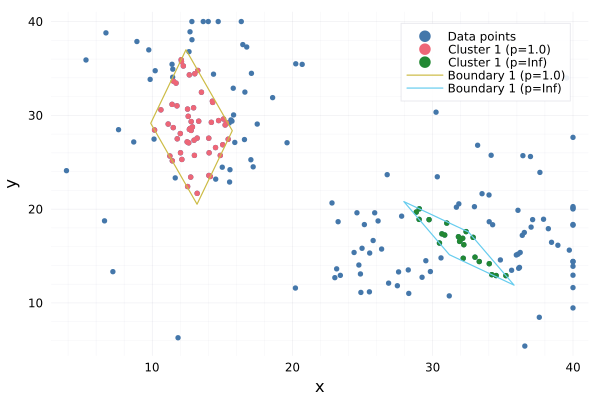 40
30
20
10
y
10
20
30
40
x
Data points
Cluster 1 (p=1.0)
Cluster 1 (p=Inf)
Boundary 1 (p=1.0)
Boundary 1 (p=Inf)